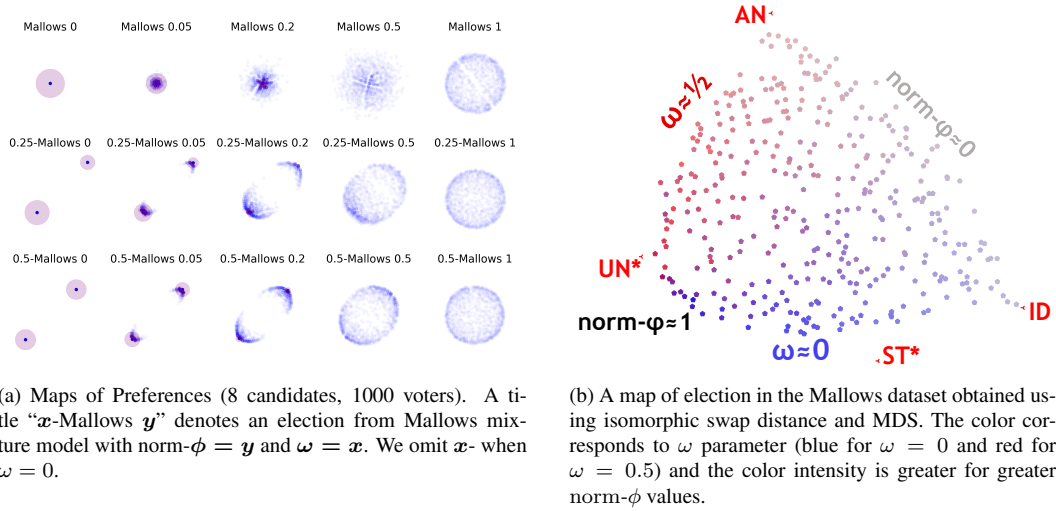 Mallows 0
Mallows 0.05
Mallows 0.2
Mallows 0.5
Mallows 1
0.25-Mallows 0
0.25-Mallows 0.05
0.25-Mallows 0.2
0.25-Mallows 0.5
0.25-Mallows 1
0.5-Mallows 0
0.5-Mallows 0.05
0.5-Mallows 0.2
0.5-Mallows 0.5
0.5-Mallows 1
(a) Maps of Preferences (8 candidates, 1000 voters). A ti-
tle “x-Mallows y” denotes an election from Mallows mix-
ture model with norm-ϕ = y and ω = x. We omit x- when
ω = 0.
AN
ω≈½
norm-φ≈0
UN*
norm-φ≈1
ω≈0
ST*
ID
(b) A map of election in the Mallows dataset obtained us-
ing isomorphic swap distance and MDS. The color cor-
responds to ω parameter (blue for ω = 0 and red for
ω = 0.5) and the color intensity is greater for greater
norm-ϕ values.